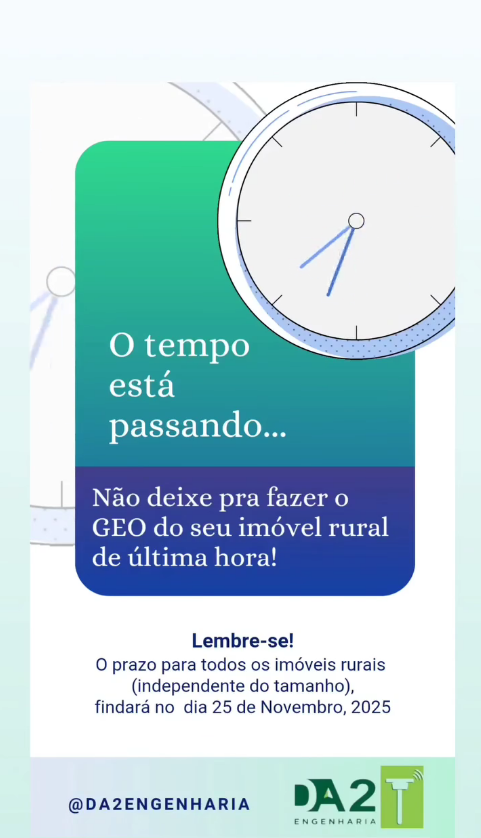 O tempo
está
passando...
Não deixe pra fazer o
GEO do seu imóvel rural
de última hora!
Lembre-se!
O prazo para todos os imóveis rurais
(independente do tamanho),
findará no dia 25 de Novembro, 2025
@DA2ENGENHARIA
DA2
ENGENHARIA